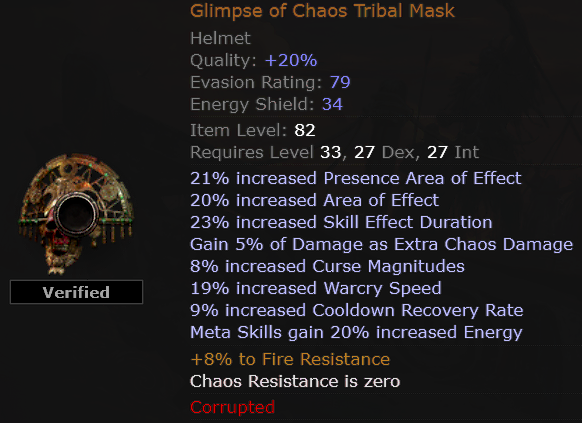 Glimpse of Chaos Tribal Mask
Helmet
Quality: +20%
Evasion Rating: 79
Energy Shield: 34
Item Level: 82
Requires Level 33, 27 Dex, 27 Int
21% increased Presence Area of Effect
20% increased Area of Effect
23% increased Skill Effect Duration
Gain 5% of Damage as Extra Chaos Damage
8% increased Curse Magnitudes
19% increased Warcry Speed
9% increased Cooldown Recovery Rate
Meta Skills gain 20% increased Energy
+8% to Fire Resistance
Chaos Resistance is zero
Corrupted
Verified